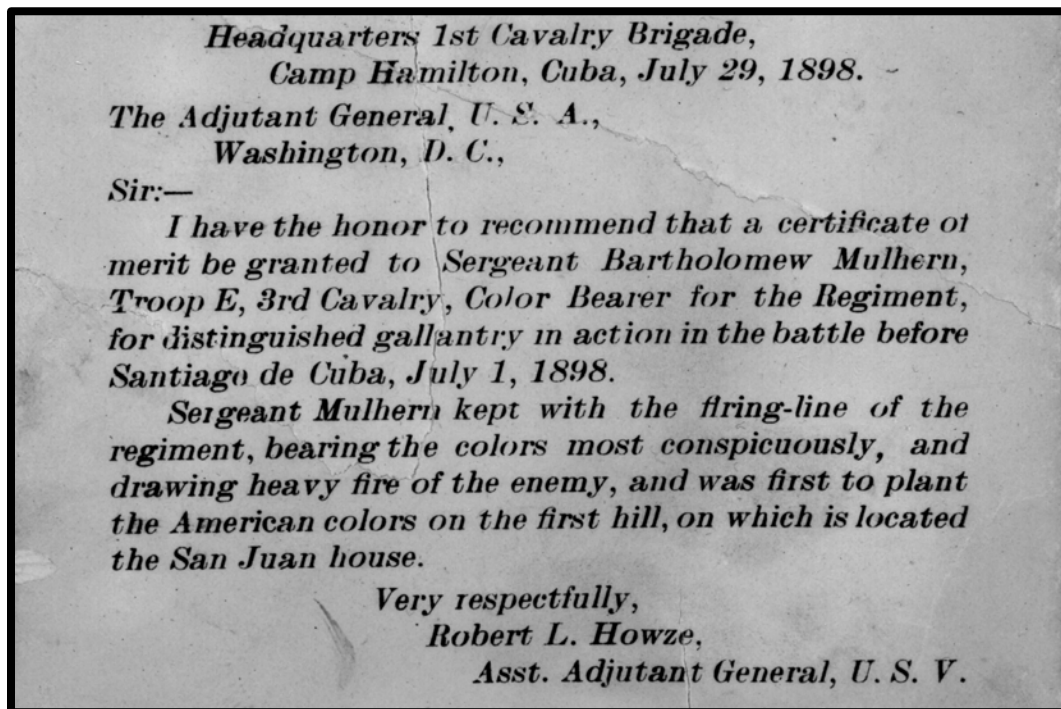 Headquarters 1st Cavalry Brigade,
Camp Hamilton, Cuba, July 29, 1898.
The Adjutant General, U. S. A.,
Washington, D. C.,
Sir:—
I have the honor to recommend that a certificate of
merit be granted to Sergeant Bartholomew Mulhern,
Troop E, 3rd Cavalry, Color Bearer for the Regiment,
for distinguished gallantry in action in the battle before
Santiago de Cuba, July 1, 1898.
Sergeant Mulhern kept with the firing-line of the
regiment, bearing the colors most conspicuously, and
drawing heavy fire of the enemy, and was first to plant
the American colors on the first hill, on which is located
the San Juan house.
Very respectfully,
Robert L. Howze,
Asst. Adjutant General, U. S. V.